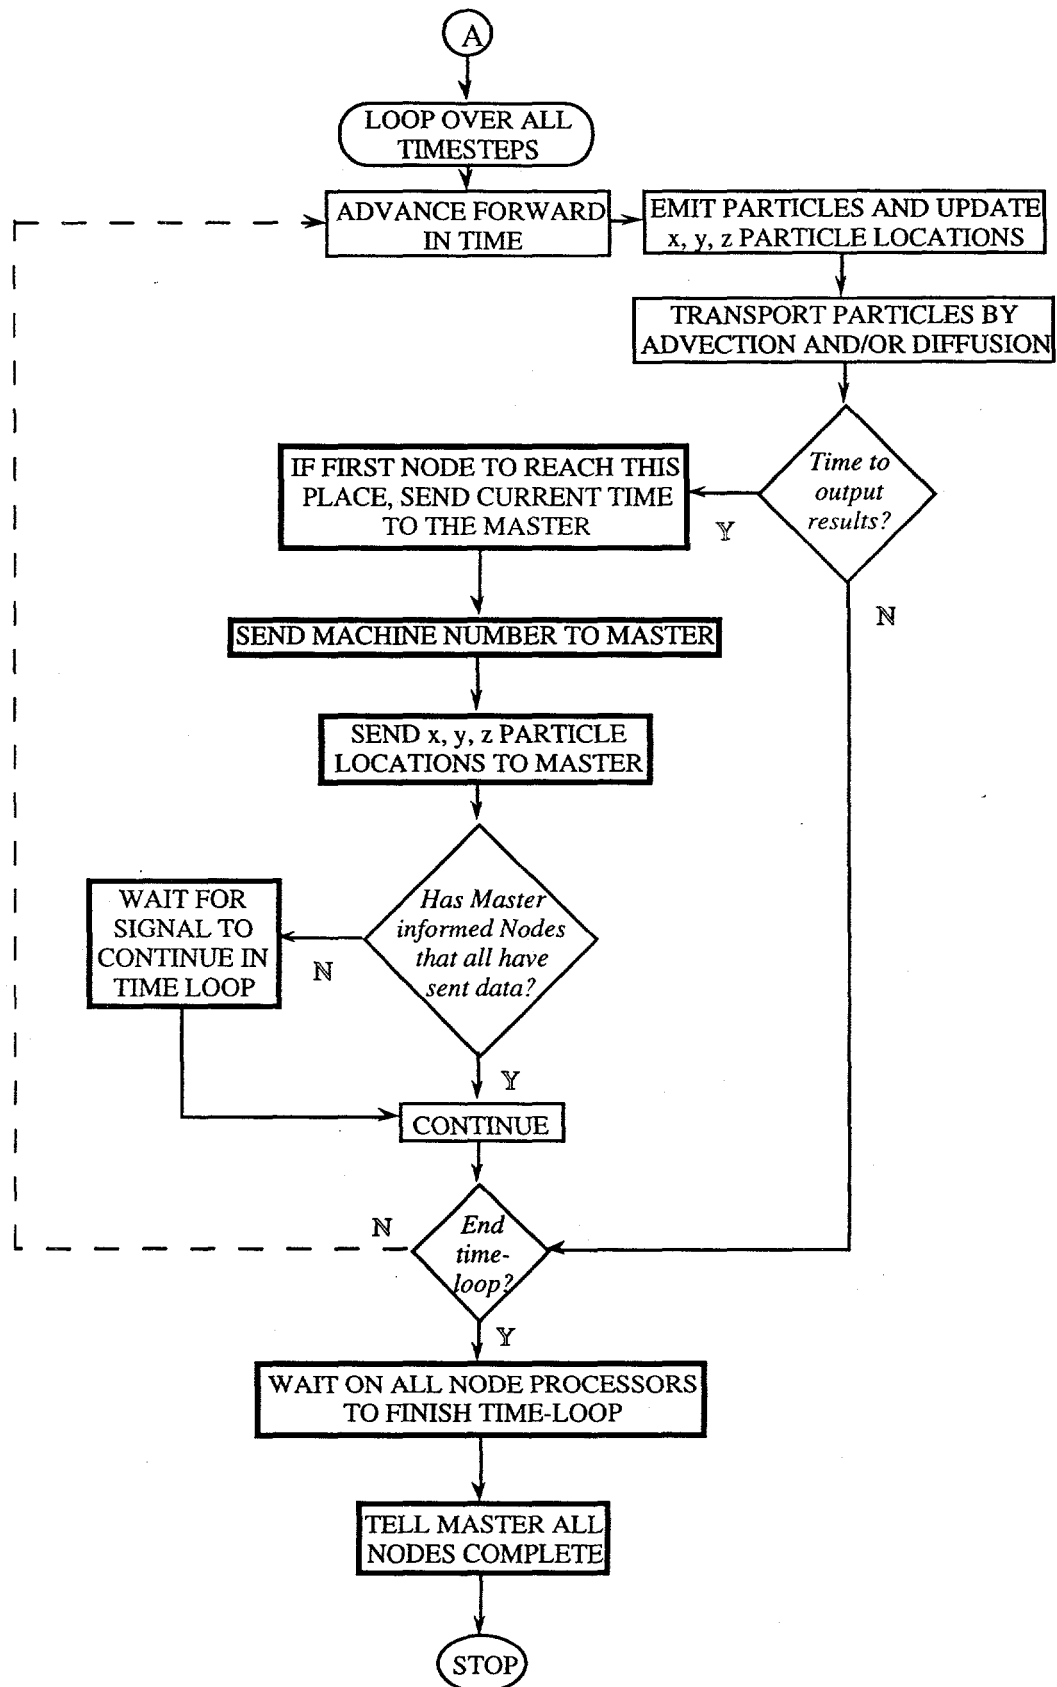 A
LOOP OVER ALL
TIMESTEPS
ADVANCE FORWARD
IN TIME
EMIT PARTICLES AND UPDATE
x, y, z PARTICLE LOCATIONS
TRANSPORT PARTICLES BY
ADVECTION AND/OR DIFFUSION
Time to
output
results?
Y
N
IF FIRST NODE TO REACH THIS
PLACE, SEND CURRENT TIME
TO THE MASTER
SEND MACHINE NUMBER TO MASTER
SEND x, y, z PARTICLE
LOCATIONS TO MASTER
Has Master
informed Nodes
that all have
sent data?
N
WAIT FOR
SIGNAL TO
CONTINUE IN
TIME LOOP
Y
CONTINUE
End
time-
loop?
N
Y
WAIT ON ALL NODE PROCESSORS
TO FINISH TIME-LOOP
TELL MASTER ALL
NODES COMPLETE
STOP